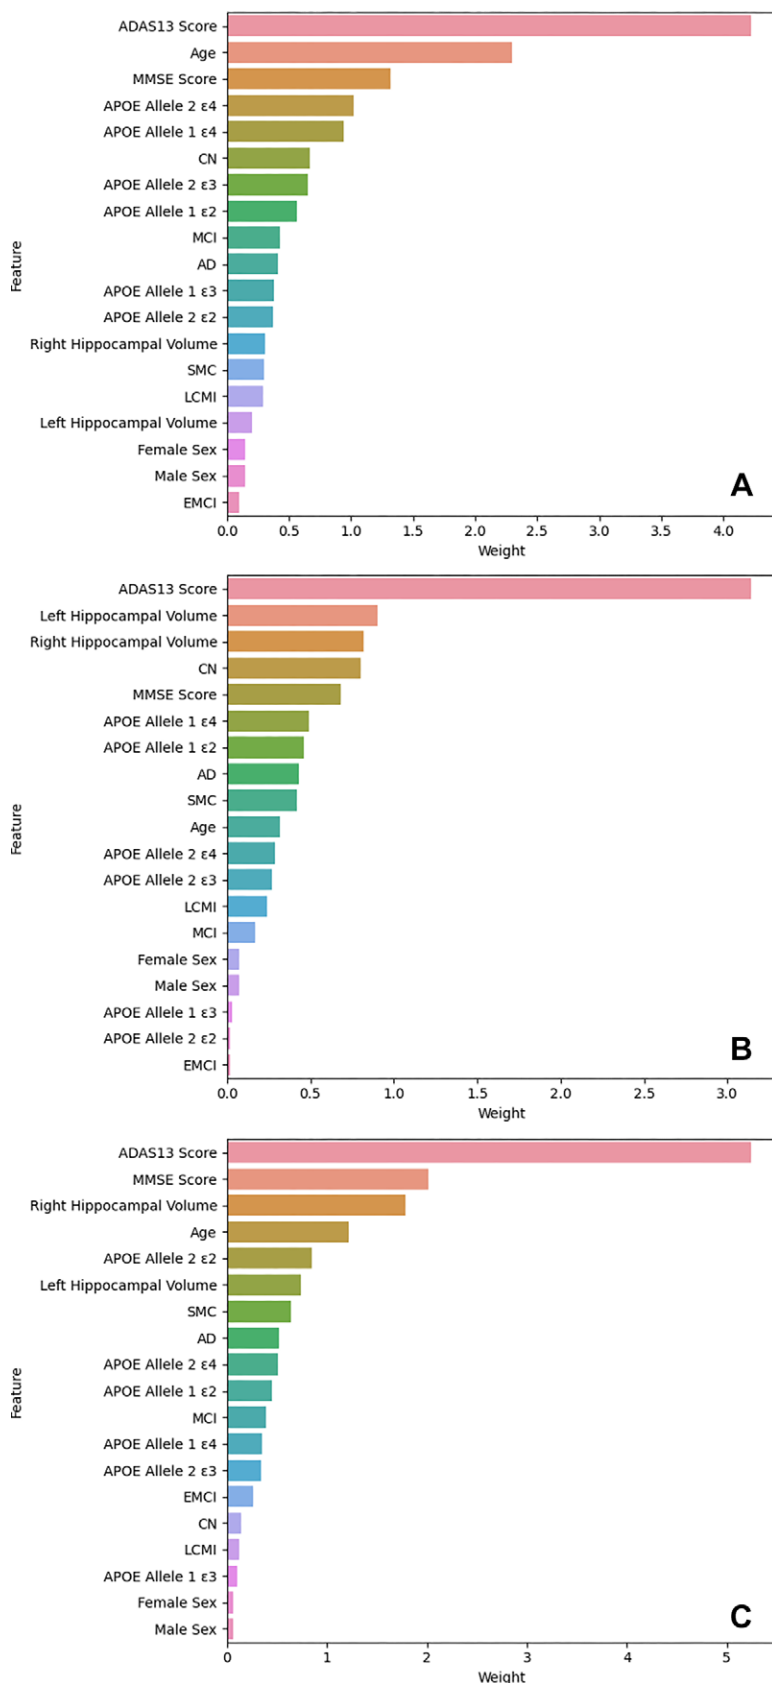 ADAS13 Score
Age
MMSE Score
APOE Allele 2 ε4
APOE Allele 1 ε4
CN
APOE Allele 2 ε3
APOE Allele 1 ε2
MCI
AD
APOE Allele 1 ε3
APOE Allele 2 ε2
Right Hippocampal Volume
SMC
LCMI
Left Hippocampal Volume
Female Sex
Male Sex
EMCI
Feature
A
0.0 0.5 1.0 1.5 2.0 2.5 3.0 3.5 4.0
Weight
ADAS13 Score
Left Hippocampal Volume
Right Hippocampal Volume
CN
MMSE Score
APOE Allele 1 ε4
APOE Allele 1 ε2
AD
SMC
Age
APOE Allele 2 ε4
APOE Allele 2 ε3
LCMI
MCI
Female Sex
Male Sex
APOE Allele 1 ε3
APOE Allele 2 ε2
EMCI
Feature
B
0.0 0.5 1.0 1.5 2.0 2.5 3.0
Weight
ADAS13 Score
MMSE Score
Right Hippocampal Volume
Age
APOE Allele 2 ε2
Left Hippocampal Volume
SMC
AD
APOE Allele 2 ε4
APOE Allele 1 ε2
MCI
APOE Allele 1 ε4
APOE Allele 2 ε3
EMCI
CN
LCMI
APOE Allele 1 ε3
Female Sex
Male Sex
Feature
C
0 1 2 3 4 5
Weight